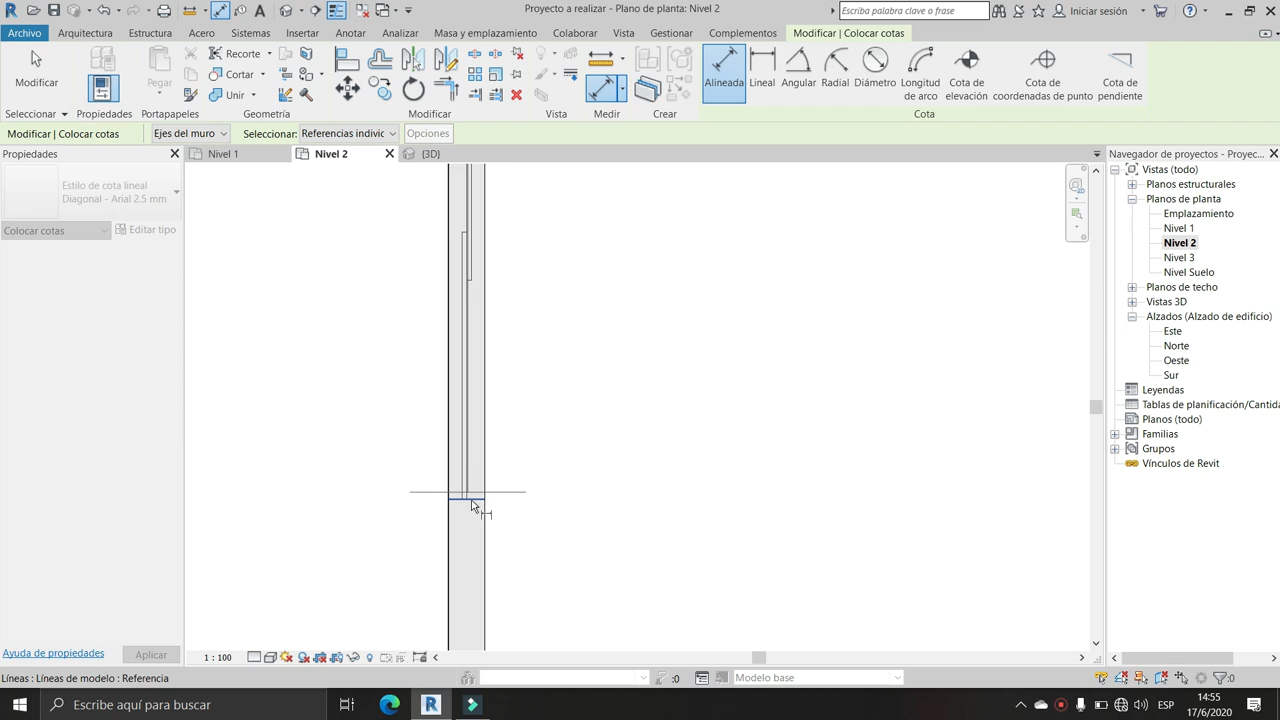 Proyecto a realizar - Plano de planta: Nivel 2
Escriba palabra clave o frase
Iniciar sesión
Archivo Arquitectura Estructura Acero Sistemas Insertar Anotar Analizar Masa y emplazamiento Colaborar Vista Gestionar Complementos Modificar | Colocar cotas
Modificar
Pegar
Recorte
Cortar
Unir
Alineada Lineal Angular Radial Diámetro Longitud de arco Cota de elevación Cota de coordenadas de punto Cota de pendiente
Seleccionar Propiedades Portapapeles Geometría Modificar Vista Medir Crear Cota
Modificar | Colocar cotas Ejes del muro Seleccionar: Referencias individ Opciones
Propiedades
Nivel 1 Nivel 2 {3D}
Navegador de proyectos - Proyec...
Estilo de cota lineal
Diagonal - Arial 2.5 mm
Colocar cotas Editar tipo
Vistas (todo)
Planos estructurales
Planos de planta
Emplazamiento
Nivel 1
Nivel 2
Nivel 3
Nivel Suelo
Planos de techo
Vistas 3D
Alzados (Alzado de edificio)
Este
Norte
Oeste
Sur
Leyendas
Tablas de planificación/Cantida
Planos (todo)
Familias
Grupos
Vínculos de Revit
Ayuda de propiedades Aplicar
1 : 100
Líneas : Líneas de modelo : Referencia
:0
Modelo base
:0
Escribe aquí para buscar
ESP
14:55
17/6/2020